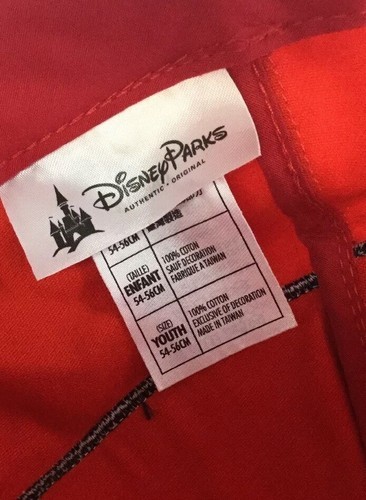 Disney Parks
AUTHENTIC • ORIGINAL
54-56CM
(TAILLE)
ENFANT
54-56CM
100% COTON
SAUF DECORATION
FABRIQUE A TAIWAN
(SIZE)
YOUTH
54-56CM
100% COTTON
EXCLUSIVE OF DECORATION
MADE IN TAIWAN